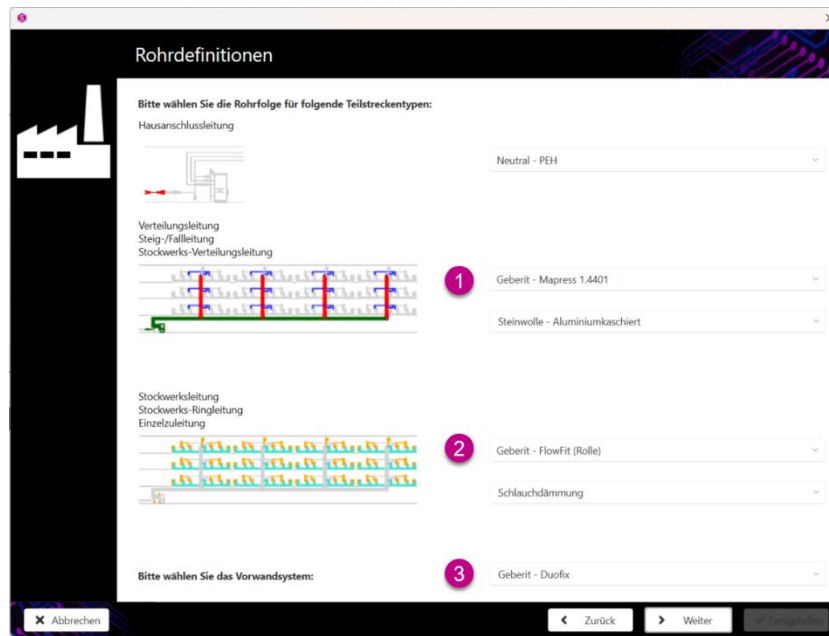 Rohrdefinitionen
Bitte wählen Sie die Rohrfolge für folgende Teilstreckentypen:
Hausanschlussleitung
Neutral - PEH
Verteilungsleitung
Steig-/Fallleitung
Stockwerks-Verteilungsleitung
1
Geberit - Mapress 1.4401
Steinwolle - Aluminiumkaschiert
Stockwerksleitung
Stockwerks-Ringleitung
Einzelzuleitung
2
Geberit - FlowFit (Rolle)
Schlauchdämmung
Bitte wählen Sie das Vorwandsystem:
3
Geberit - Duofix
Abbrechen
Zurück
Weiter
Fertigstellen